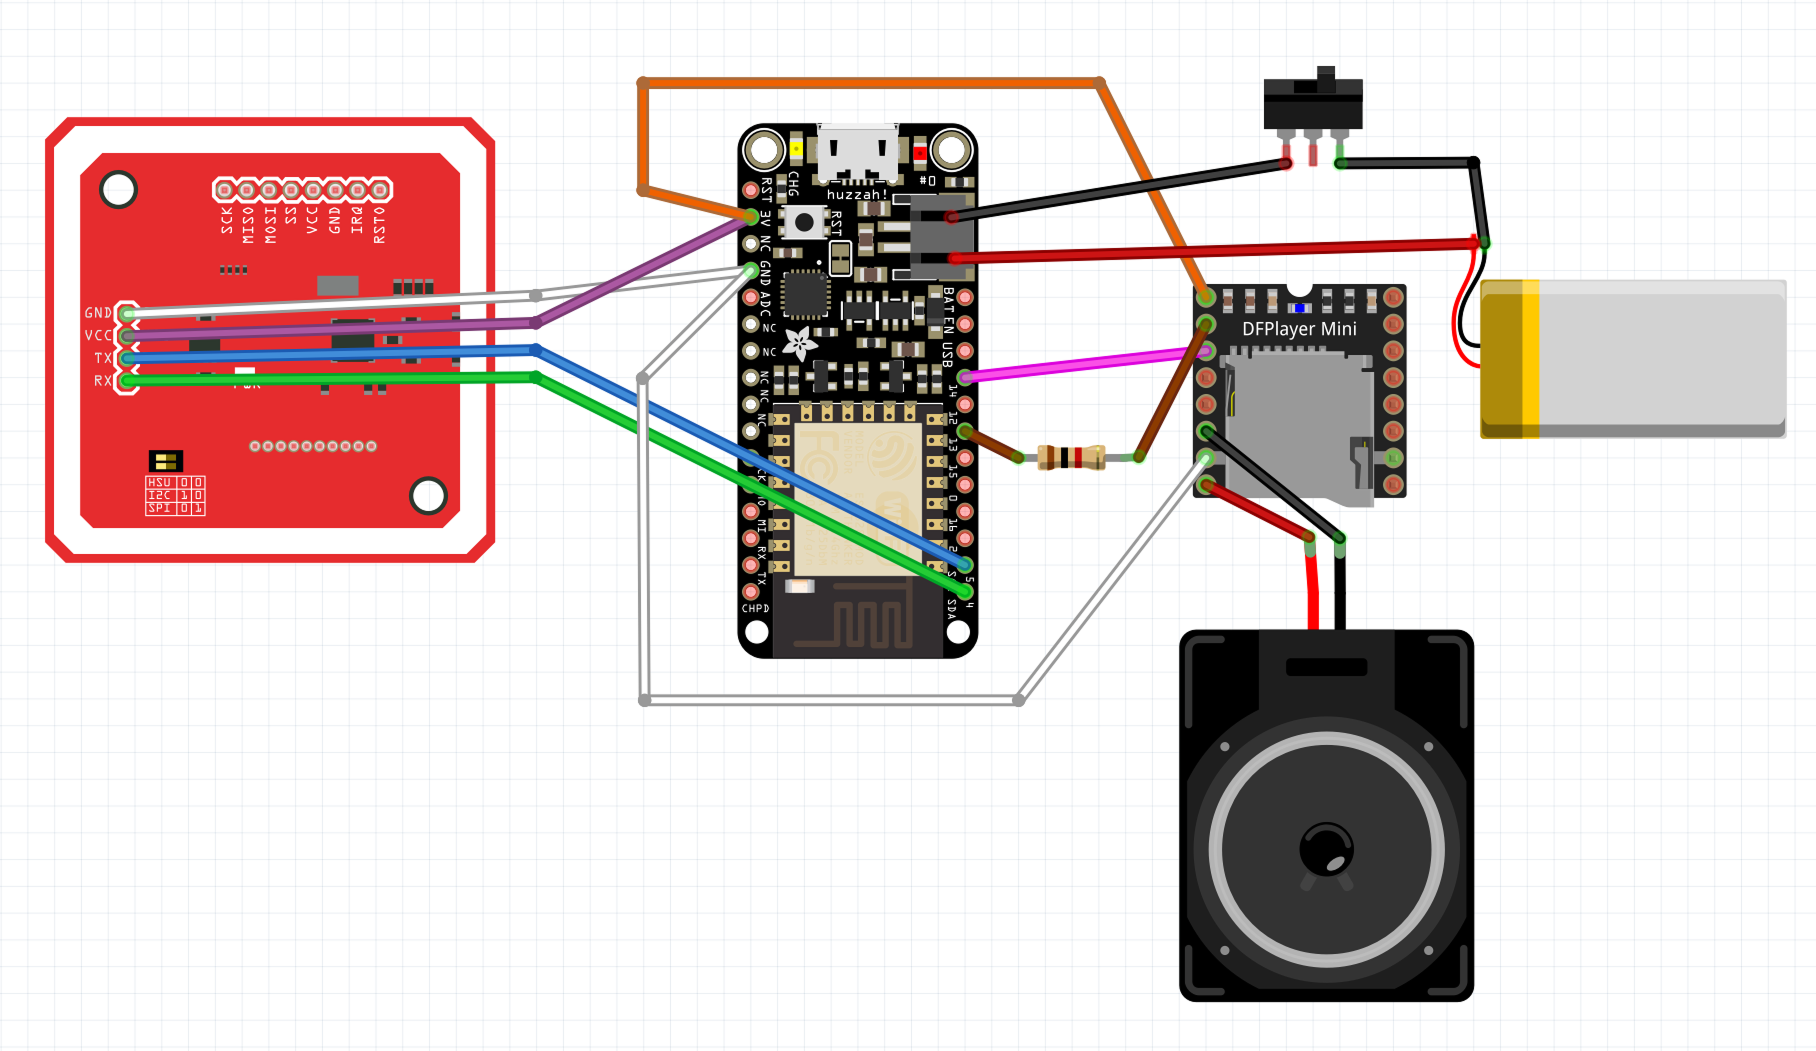 SCK
MISO
MOSI
SS
VCC
GND
IRQ
RSTO
GND
VCC
TX
RX
HSU 0 0
I2C 1 0
SPI 0 1
huzzah!
#0
CHG
RST
RST
3V
NC
GND
ADC
NC
NC
NC
NC
NC
MI
RX
TX
CHPD
BAT
EN
USB
14
12
13
15
0
16
2
5
SDA
4
DFPlayer Mini